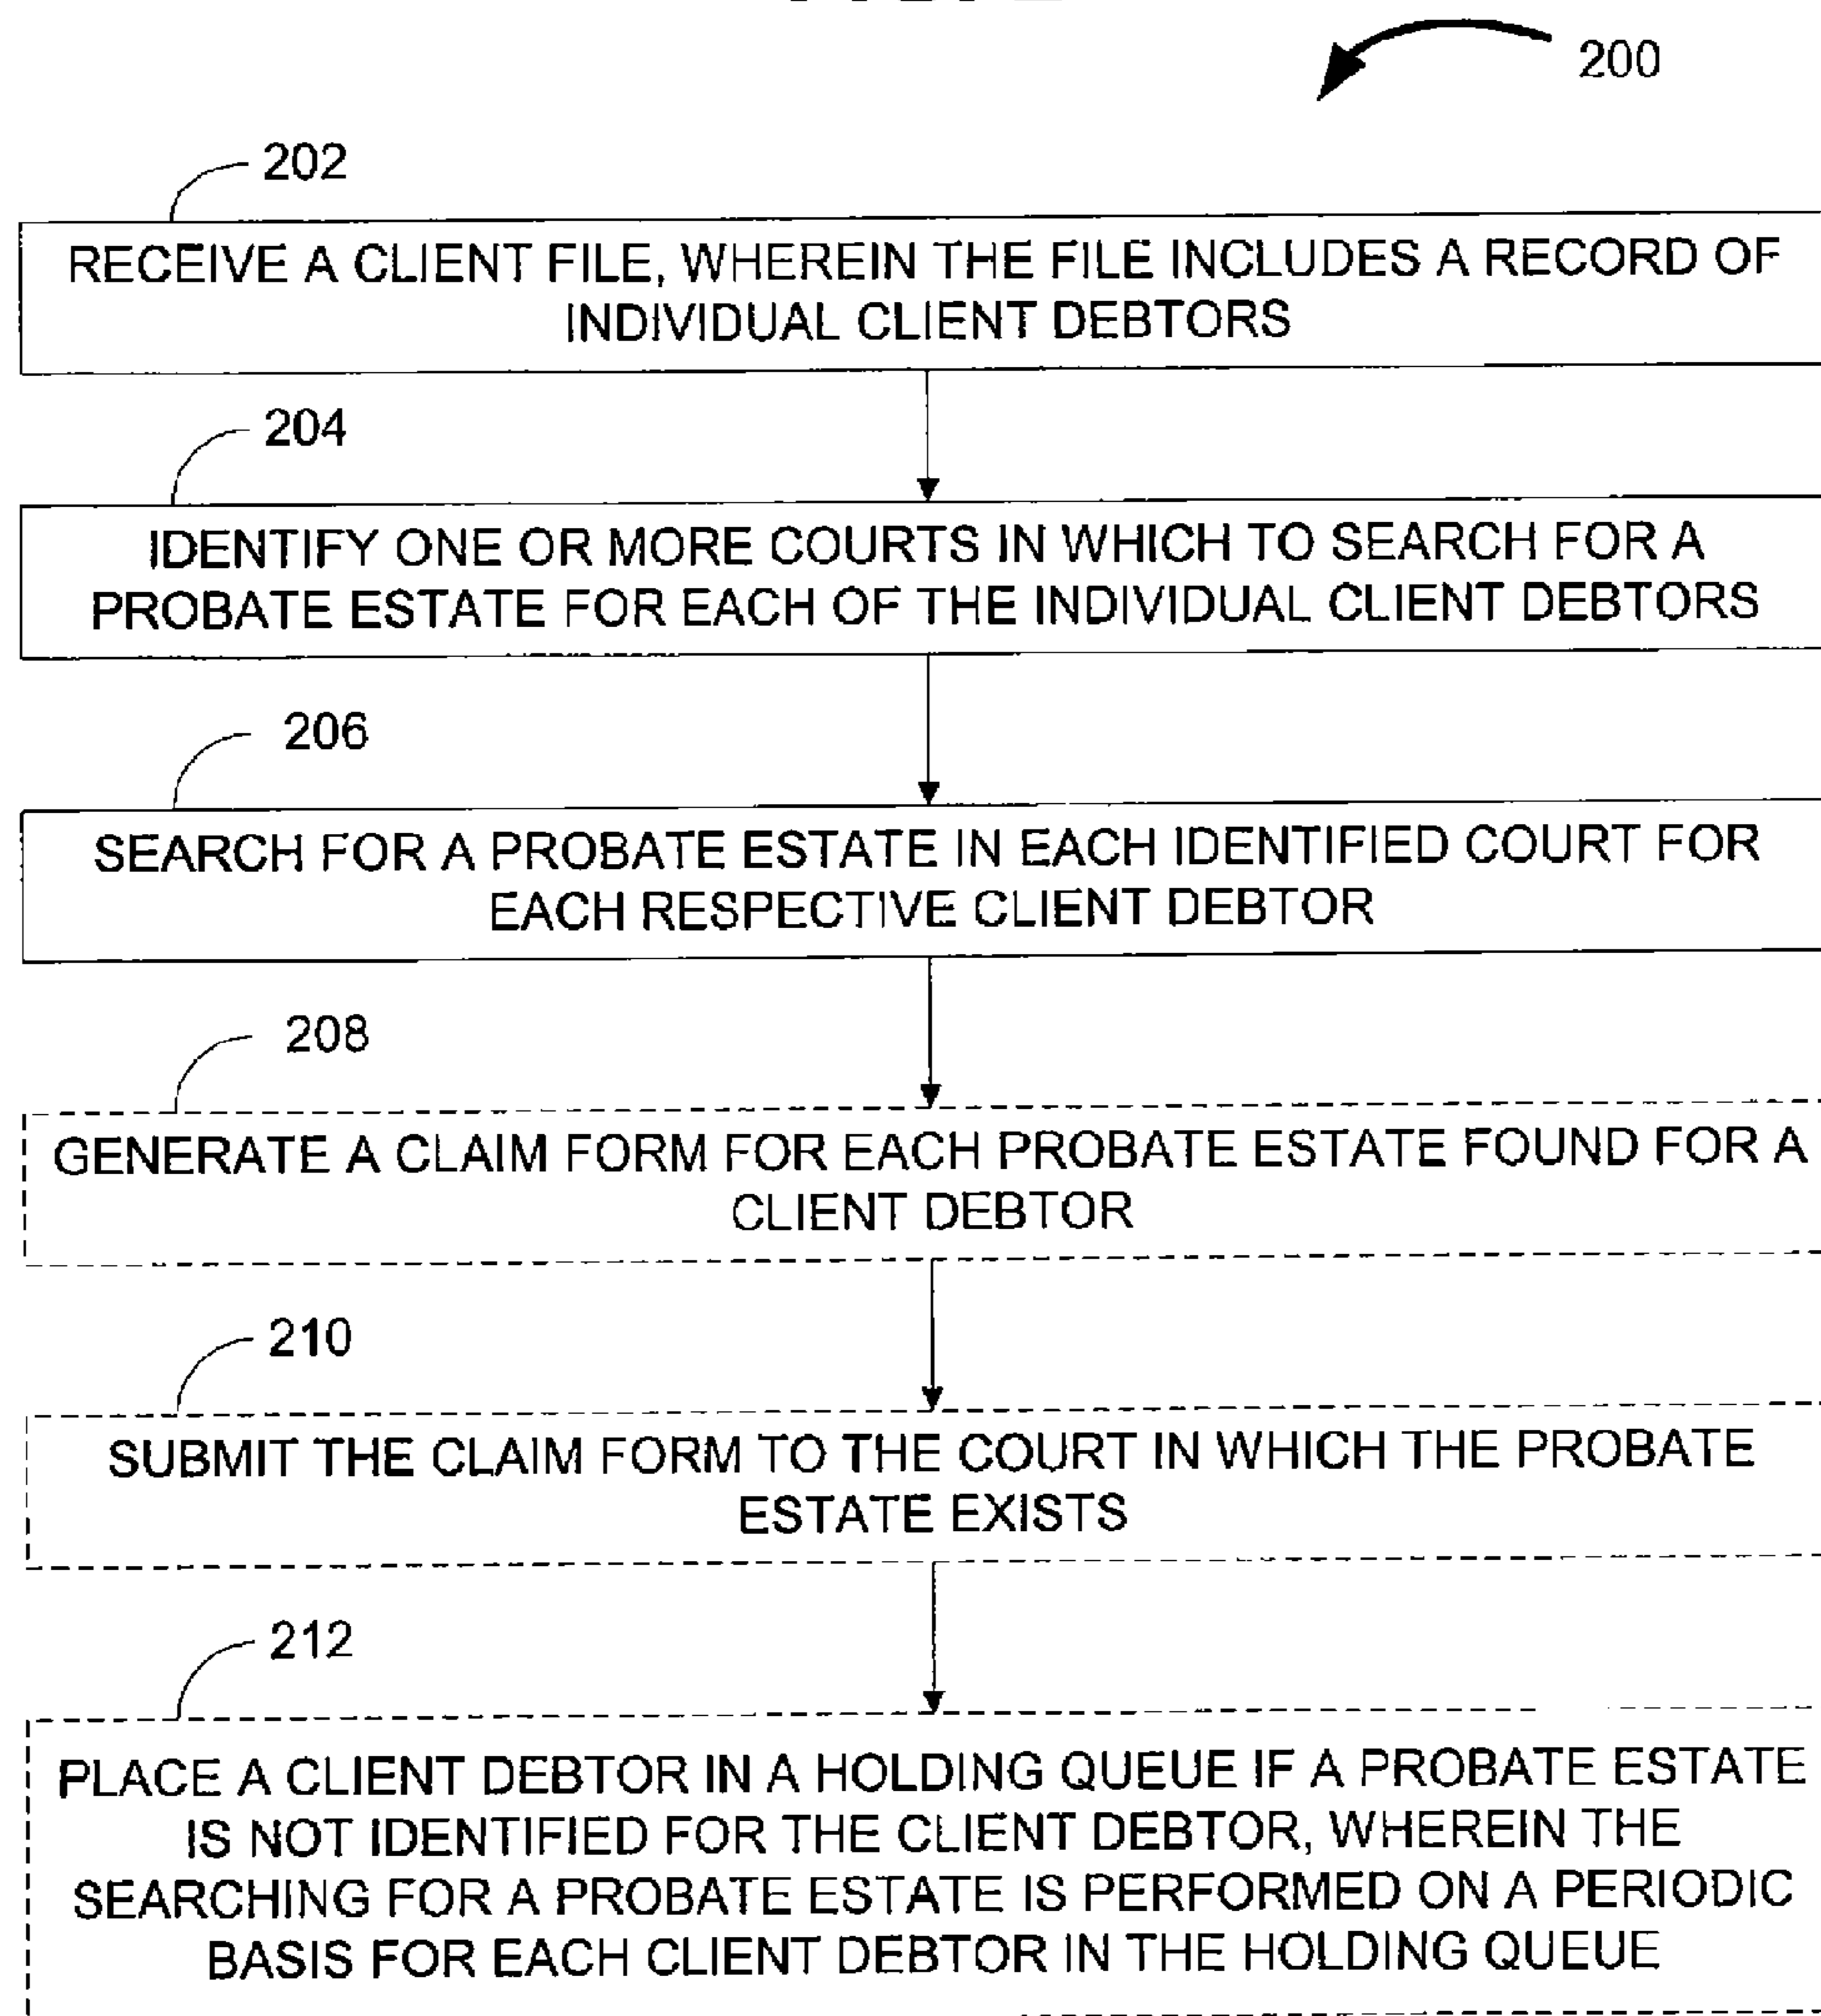 200
202
RECEIVE A CLIENT FILE, WHEREIN THE FILE INCLUDES A RECORD OF
INDIVIDUAL CLIENT DEBTORS
204
IDENTIFY ONE OR MORE COURTS IN WHICH TO SEARCH FOR A
PROBATE ESTATE FOR EACH OF THE INDIVIDUAL CLIENT DEBTORS
206
SEARCH FOR A PROBATE ESTATE IN EACH IDENTIFIED COURT FOR
EACH RESPECTIVE CLIENT DEBTOR
208
GENERATE A CLAIM FORM FOR EACH PROBATE ESTATE FOUND FOR A
CLIENT DEBTOR
210
SUBMIT THE CLAIM FORM TO THE COURT IN WHICH THE PROBATE
ESTATE EXISTS
212
PLACE A CLIENT DEBTOR IN A HOLDING QUEUE IF A PROBATE ESTATE
IS NOT IDENTIFIED FOR THE CLIENT DEBTOR, WHEREIN THE
SEARCHING FOR A PROBATE ESTATE IS PERFORMED ON A PERIODIC
BASIS FOR EACH CLIENT DEBTOR IN THE HOLDING QUEUE